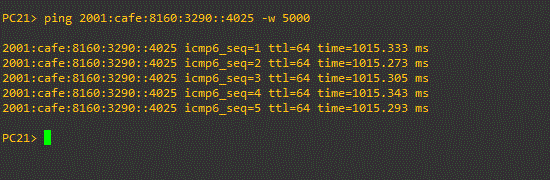 PC21> ping 2001:cafe:8160:3290::4025 -w 5000
2001:cafe:8160:3290::4025 icmp6_seq=1 ttl=64 time=1015.333 ms
2001:cafe:8160:3290::4025 icmp6_seq=2 ttl=64 time=1015.273 ms
2001:cafe:8160:3290::4025 icmp6_seq=3 ttl=64 time=1015.305 ms
2001:cafe:8160:3290::4025 icmp6_seq=4 ttl=64 time=1015.343 ms
2001:cafe:8160:3290::4025 icmp6_seq=5 ttl=64 time=1015.293 ms
PC21>